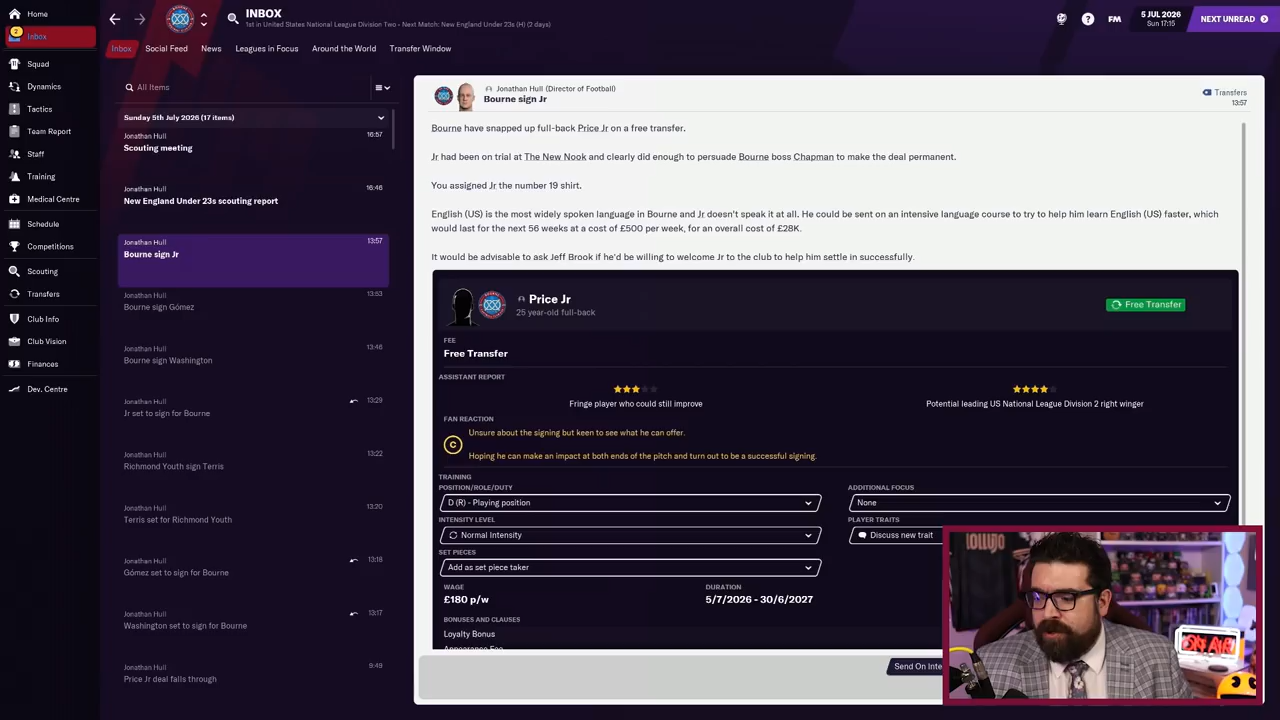 Home
INBOX
1st in United States National League Division Two - Next Match: New England Under 23s (H) (2 days)
FM
5 JUL 2026
Sun 17:15
NEXT UNREAD
2
Inbox
Inbox
Social Feed
News
Leagues in Focus
Around the World
Transfer Window
Squad
Dynamics
Tactics
Team Report
Staff
Training
Medical Centre
Schedule
Competitions
Scouting
Transfers
Club Info
Club Vision
Finances
Dev. Centre
All Items
Sunday 5th July 2026 (17 items)
Jonathan Hull
16:57
Scouting meeting
Jonathan Hull
16:46
New England Under 23s scouting report
Jonathan Hull
13:57
Bourne sign Jr
Jonathan Hull
13:53
Bourne sign Gómez
Jonathan Hull
13:46
Bourne sign Washington
Jonathan Hull
13:29
Jr set to sign for Bourne
Jonathan Hull
13:22
Richmond Youth sign Terris
Jonathan Hull
13:20
Terris set for Richmond Youth
Jonathan Hull
13:18
Gómez set to sign for Bourne
Jonathan Hull
13:17
Washington set to sign for Bourne
Jonathan Hull
9:49
Price Jr deal falls through
Jonathan Hull (Director of Football)
Bourne sign Jr
Transfers
13:57
Bourne have snapped up full-back Price Jr on a free transfer.
Jr had been on trial at The New Nook and clearly did enough to persuade Bourne boss Chapman to make the deal permanent.
You assigned Jr the number 19 shirt.
English (US) is the most widely spoken language in Bourne and Jr doesn't speak it at all. He could be sent on an intensive language course to try to help him learn English (US) faster, which
would last for the next 56 weeks at a cost of £500 per week, for an overall cost of £28K.
It would be advisable to ask Jeff Brook if he'd be willing to welcome Jr to the club to help him settle in successfully.
Price Jr
25 year-old full-back
Free Transfer
FEE
Free Transfer
ASSISTANT REPORT
Fringe player who could still improve
Potential leading US National League Division 2 right winger
FAN REACTION
C
Unsure about the signing but keen to see what he can offer.
Hoping he can make an impact at both ends of the pitch and turn out to be a successful signing.
TRAINING
POSITION/ROLE/DUTY
D (R) - Playing position
ADDITIONAL FOCUS
None
INTENSITY LEVEL
Normal Intensity
PLAYER TRAITS
Discuss new trait
SET PIECES
Add as set piece taker
WAGE
£180 p/w
DURATION
5/7/2026 - 30/6/2027
BONUSES AND CLAUSES
Loyalty Bonus
Appearance Fee
Send On Inte
ON AIR